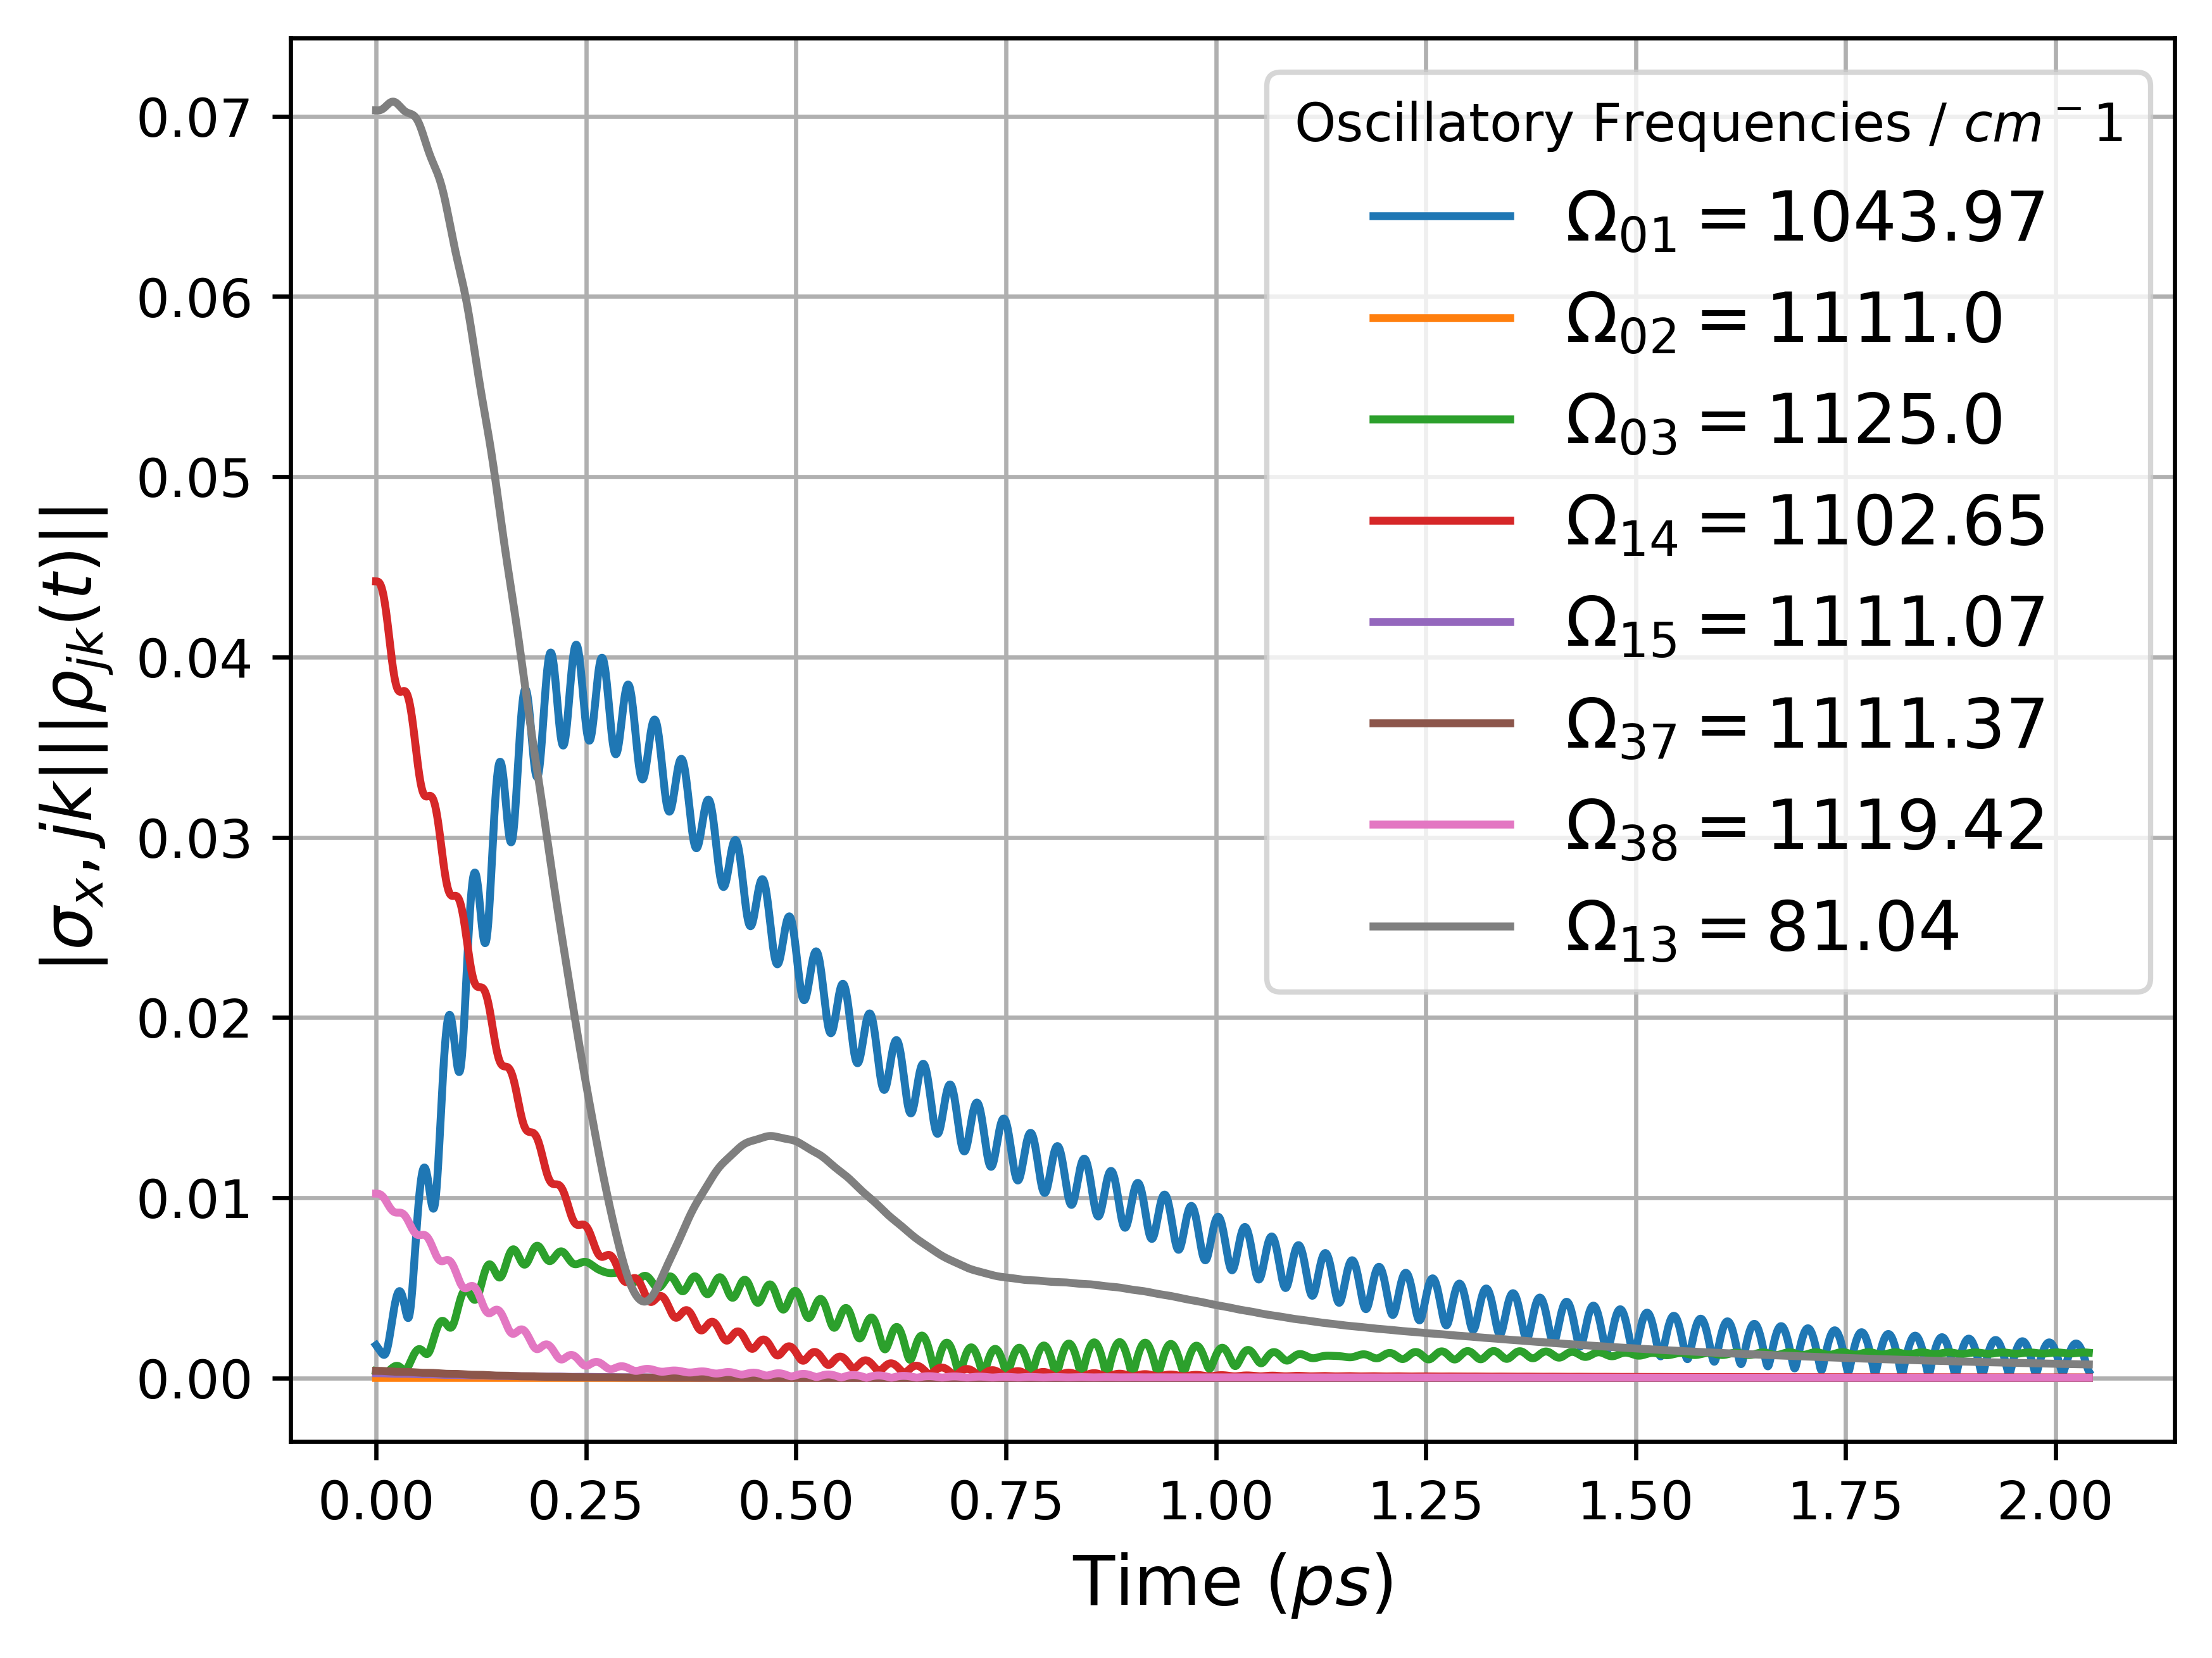 |σx, jk|||ρjk(t)||
0.07
0.06
0.05
0.04
0.03
0.02
0.01
0.00
Oscillatory Frequencies / cm⁻1
Ω01 = 1043.97
Ω02 = 1111.0
Ω03 = 1125.0
Ω14 = 1102.65
Ω15 = 1111.07
Ω37 = 1111.37
Ω38 = 1119.42
Ω13 = 81.04
0.00 0.25 0.50 0.75 1.00 1.25 1.50 1.75 2.00
Time (ps)